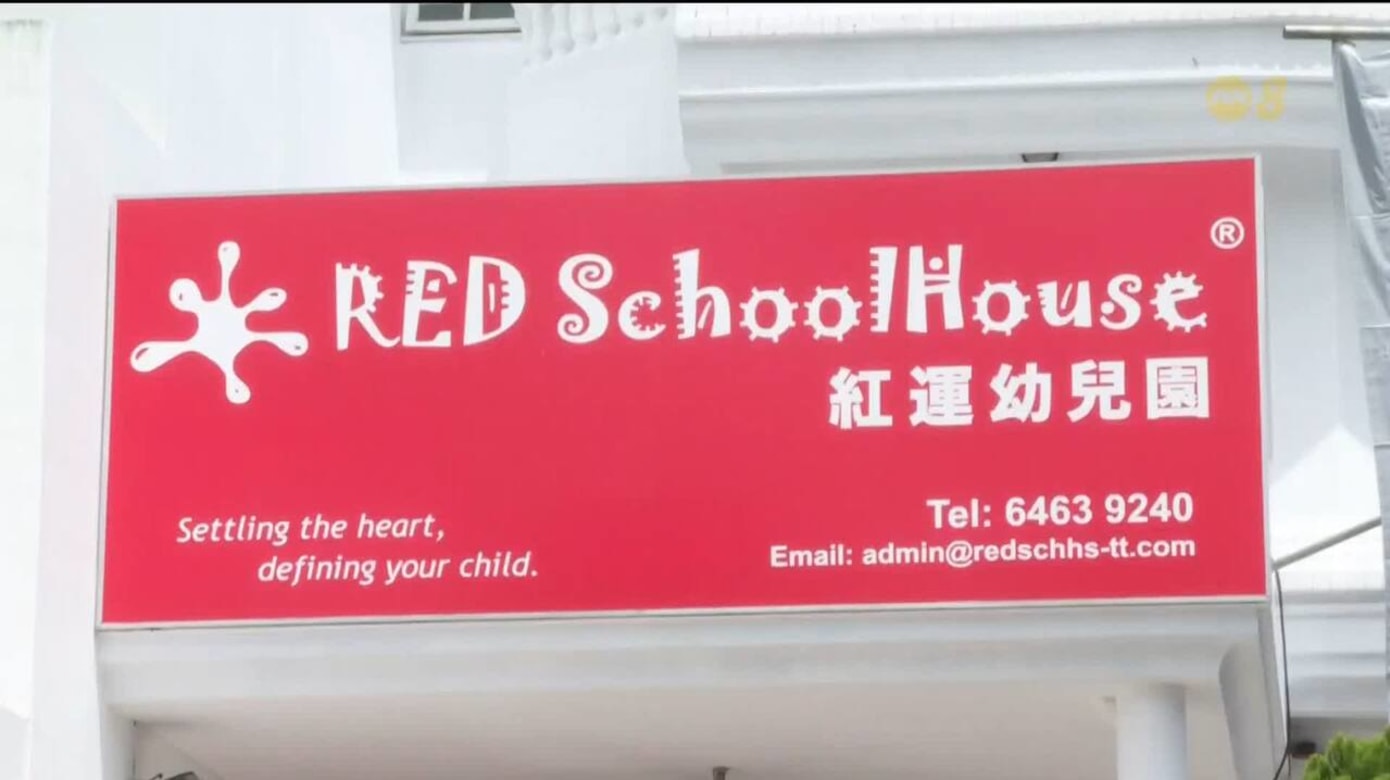 RED SchoolHouse®
紅運幼兒園
Settling the heart,
defining your child.
Tel: 6463 9240
Email: admin@redschhs-tt.com
8